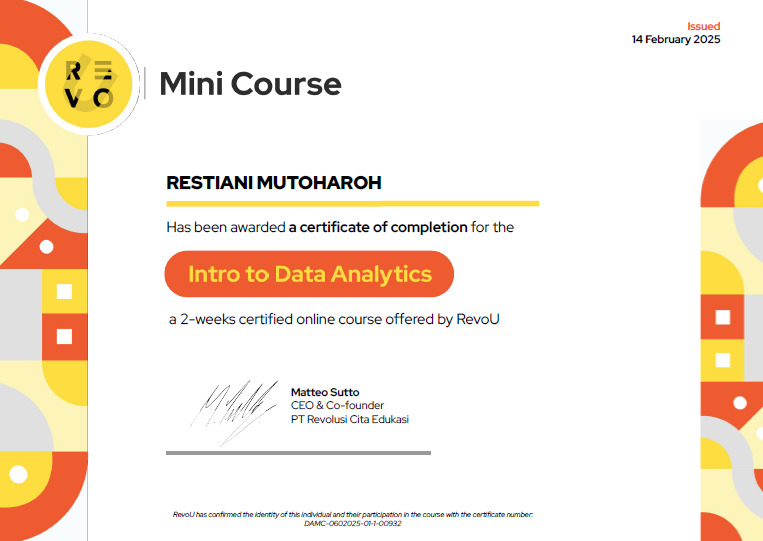 Issued
14 February 2025
RE
VO
Mini Course
RESTIANI MUTOHAROH
Has been awarded a certificate of completion for the
Intro to Data Analytics
a 2-weeks certified online course offered by RevoU
Matteo Sutto
CEO & Co-founder
PT Revolusi Cita Edukasi
RevoU has confirmed the identity of this individual and their participation in the course with the certificate number:
DAMC-0602025-01-1-00932